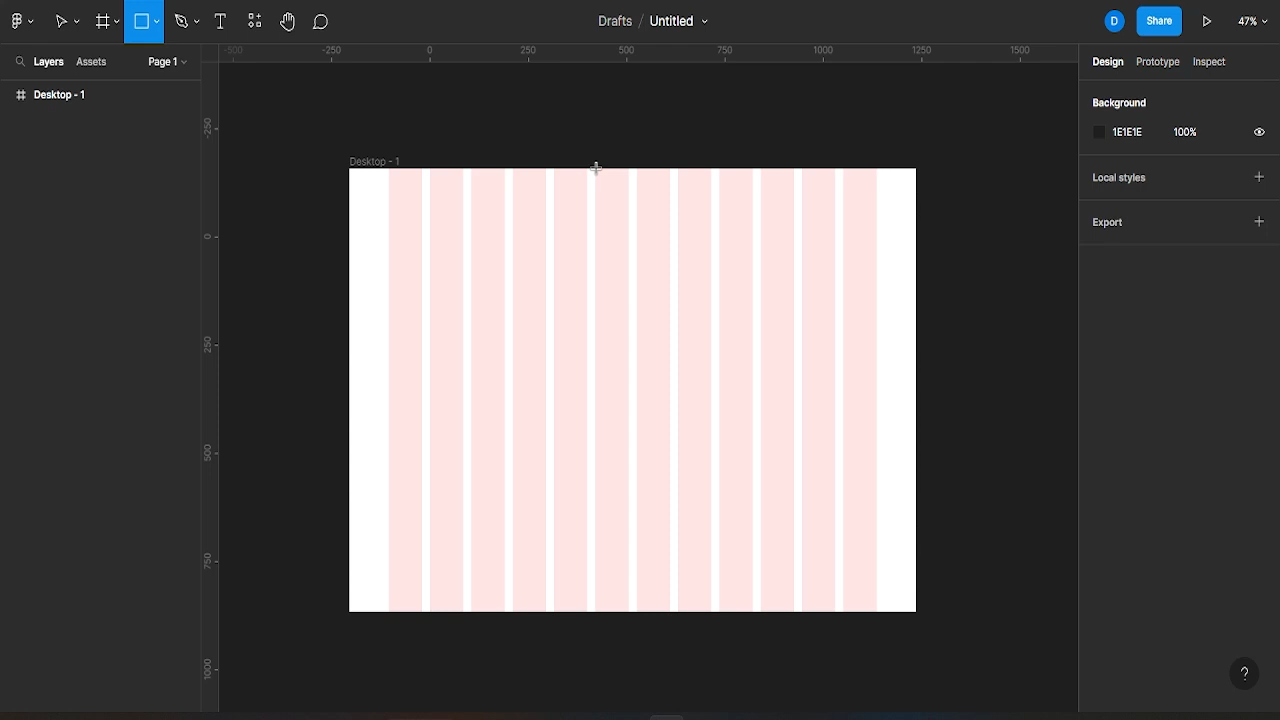 Drafts / Untitled
D
Share
47%
-500 -250 0 250 500 750 1000 1250 1500
Layers
Assets
Page 1
Design
Prototype
Inspect
Desktop - 1
Background
1E1E1E
100%
-250
Desktop - 1
Local styles
Export
0
250
500
750
1000
?